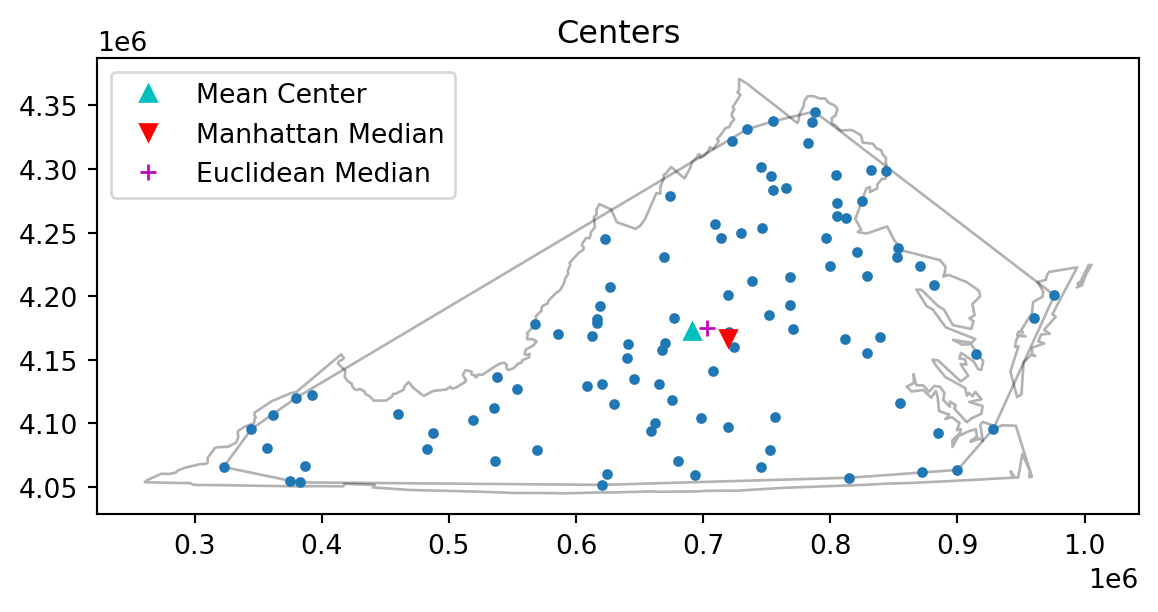 Centers
1e6
Mean Center
Manhattan Median
Euclidean Median
4.35
4.30
4.25
4.20
4.15
4.10
4.05
0.3 0.4 0.5 0.6 0.7 0.8 0.9 1.0
1e6